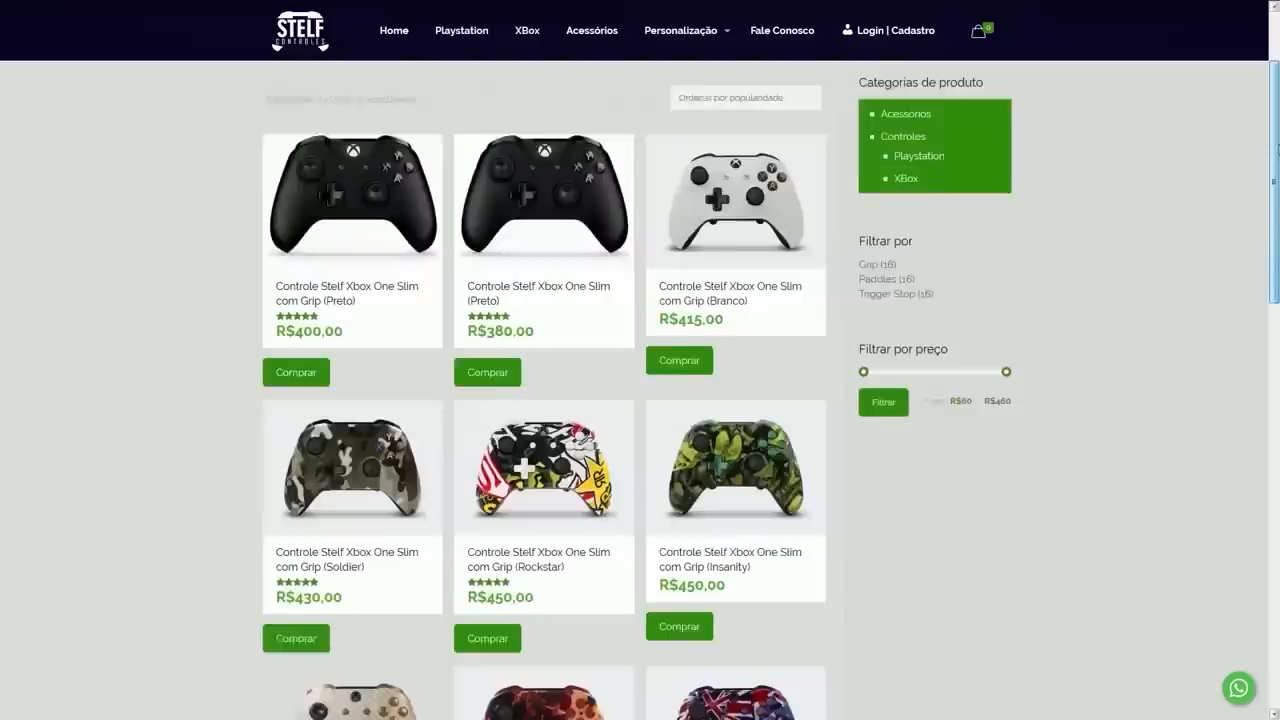 STELF
CONTROLES
Home
Playstation
XBox
Acessórios
Personalização
Fale Conosco
Login | Cadastro
0
Ordenar por popularidade
Categorias de produto
Acessorios
Controles
Playstation
XBox
Controle Stelf Xbox One Slim
com Grip (Preto)
R$400,00
Comprar
Controle Stelf Xbox One Slim
(Preto)
R$380,00
Comprar
Controle Stelf Xbox One Slim
com Grip (Branco)
R$415,00
Comprar
Filtrar por
Grip (16)
Paddles (16)
Trigger Stop (16)
Filtrar por preço
Filtrar
R$60
R$460
Controle Stelf Xbox One Slim
com Grip (Soldier)
R$430,00
Comprar
Controle Stelf Xbox One Slim
com Grip (Rockstar)
R$450,00
Comprar
Controle Stelf Xbox One Slim
com Grip (Insanity)
R$450,00
Comprar